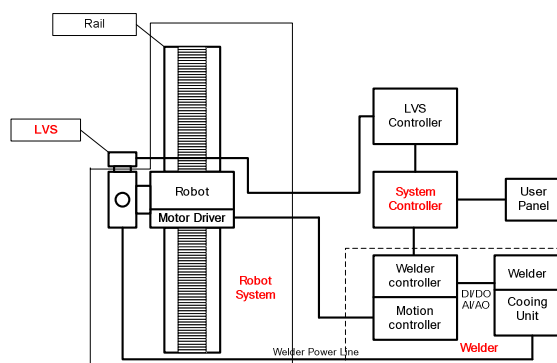 Rail
LVS
LVS
Controller
Robot
System
Controller
User
Panel
Motor Driver
Robot
System
Welder
controller
DI/DO
AI/AO
Welder
Motion
controller
Cooing
Unit
Welder
Welder Power Line